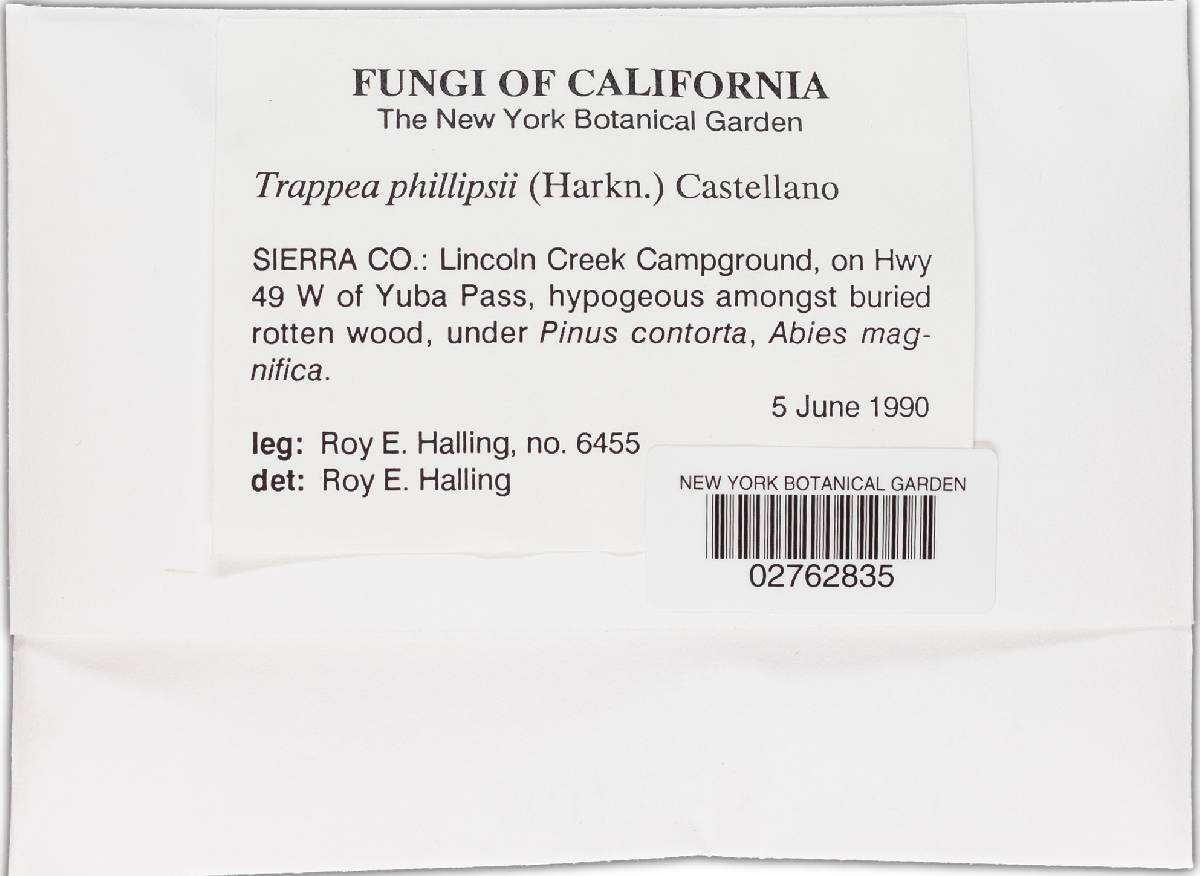 FUNGI OF CALIFORNIA
The New York Botanical Garden
Trappea phillipsii (Harkn.) Castellano
SIERRA CO.: Lincoln Creek Campground, on Hwy
49 W of Yuba Pass, hypogeous amongst buried
rotten wood, under Pinus contorta, Abies mag-
nifica.
5 June 1990
leg: Roy E. Halling, no. 6455
det: Roy E. Halling
NEW YORK BOTANICAL GARDEN
02762835